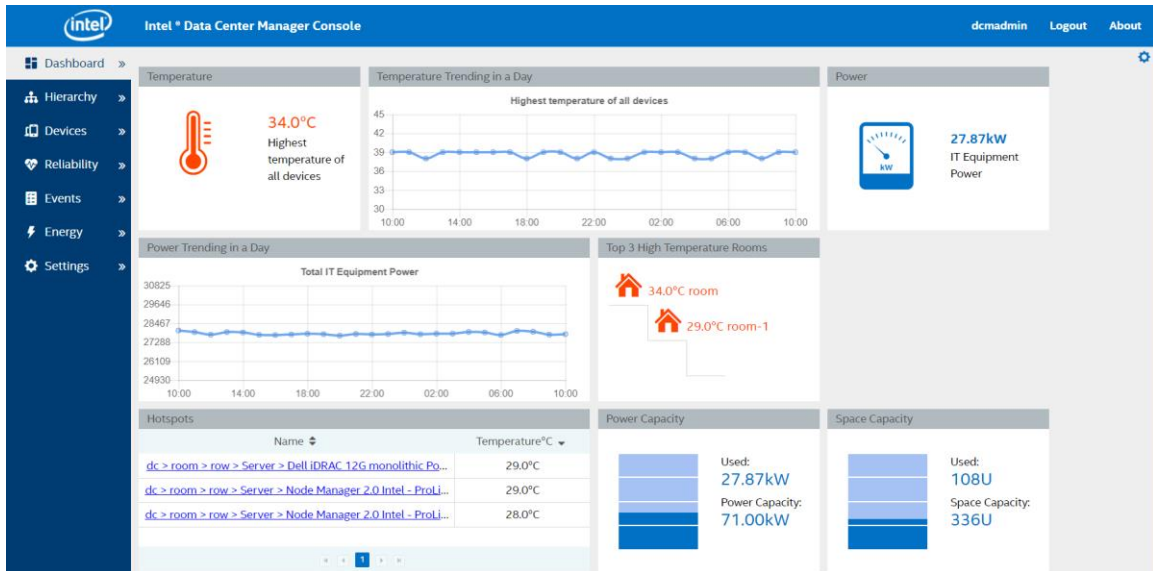 intel
Intel ® Data Center Manager Console
dcmadmin Logout About
Dashboard »
Hierarchy »
Devices »
Reliability »
Events »
Energy »
Settings »
Temperature
34.0°C
Highest
temperature of
all devices
Temperature Trending in a Day
Highest temperature of all devices
45
42
39
36
33
30
10:00 14:00 18:00 22:00 02:00 06:00 10:00
Power
kW
27.87kW
IT Equipment
Power
Power Trending in a Day
Total IT Equipment Power
30825
29646
28467
27288
26109
24930
10:00 14:00 18:00 22:00 02:00 06:00 10:00
Top 3 High Temperature Rooms
34.0°C room
29.0°C room-1
Hotspots
Name Temperature°C
dc > room > row > Server > Dell iDRAC 12G monolithic Po... 29.0°C
dc > room > row > Server > Node Manager 2.0 Intel - ProLi... 29.0°C
dc > room > row > Server > Node Manager 2.0 Intel - ProLi... 28.0°C
« ‹ 1 › »
Power Capacity
Used:
27.87kW
Power Capacity:
71.00kW
Space Capacity
Used:
108U
Space Capacity:
336U